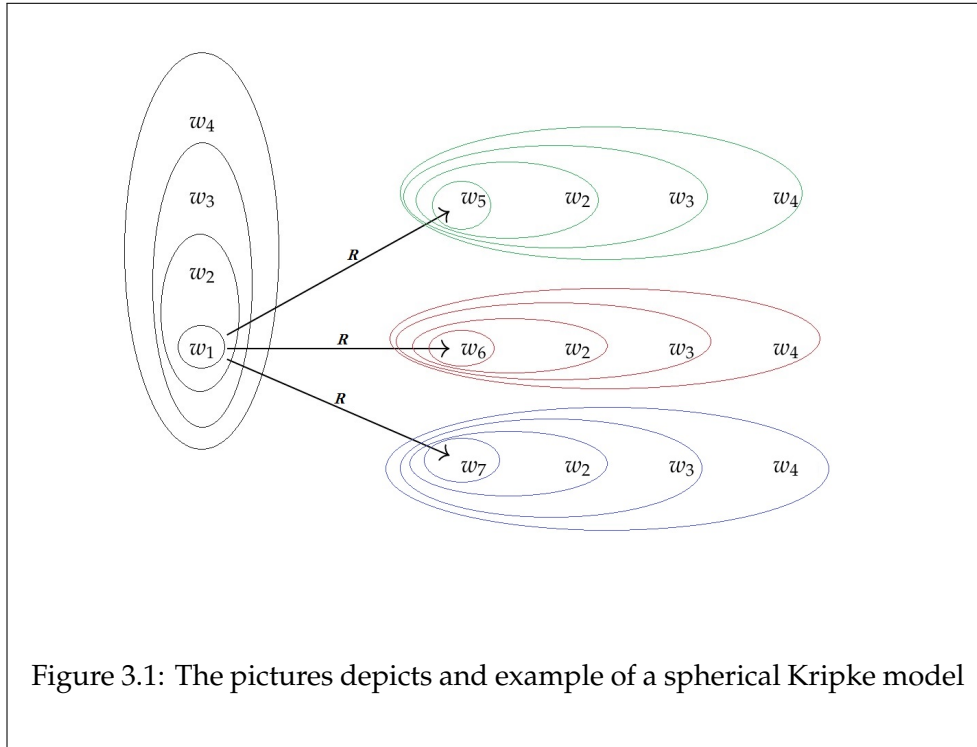 w4
w3
w2
w1
R
R
R
w5 w2 w3 w4
w6 w2 w3 w4
w7 w2 w3 w4
Figure 3.1: The pictures depicts and example of a spherical Kripke model